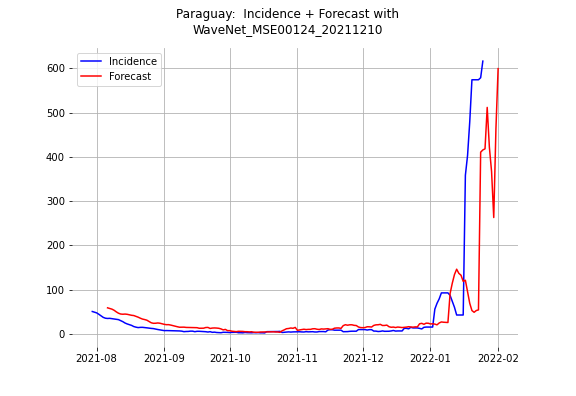 Paraguay:  Incidence + Forecast with
WaveNet_MSE00124_20211210
Incidence
Forecast
600
500
400
300
200
100
0
2021-08 2021-09 2021-10 2021-11 2021-12 2022-01 2022-02